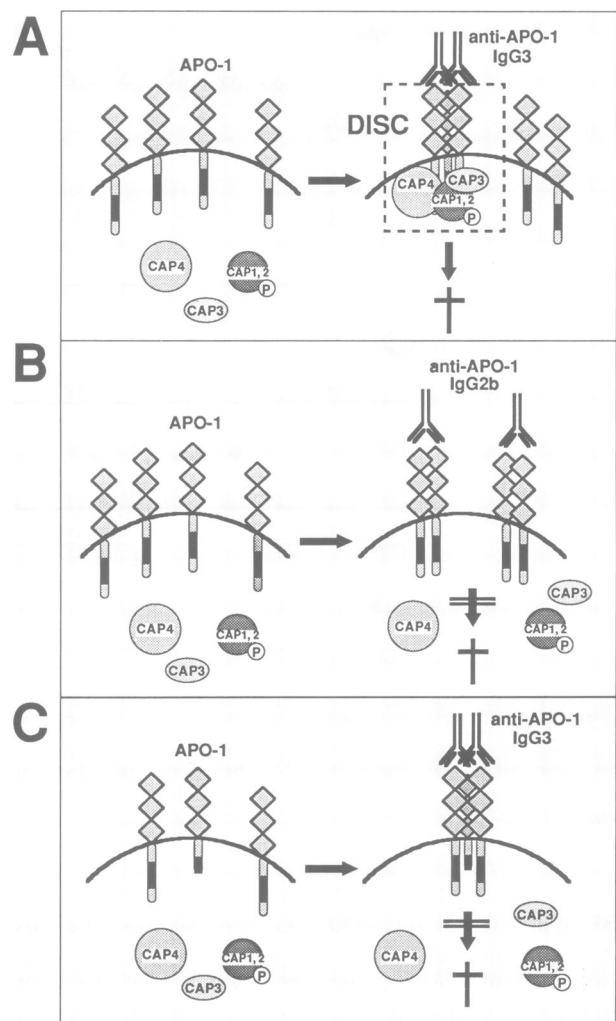 A
APO-1
anti-APO-1
IgG3
DISC
CAP4
CAP3
CAP1, 2
P
CAP4
CAP1, 2
P
CAP3
B
APO-1
anti-APO-1
IgG2b
CAP4
CAP1, 2
P
CAP3
CAP4
CAP3
CAP1, 2
P
C
APO-1
anti-APO-1
IgG3
CAP4
CAP1, 2
P
CAP3
CAP4
CAP3
CAP1, 2
P